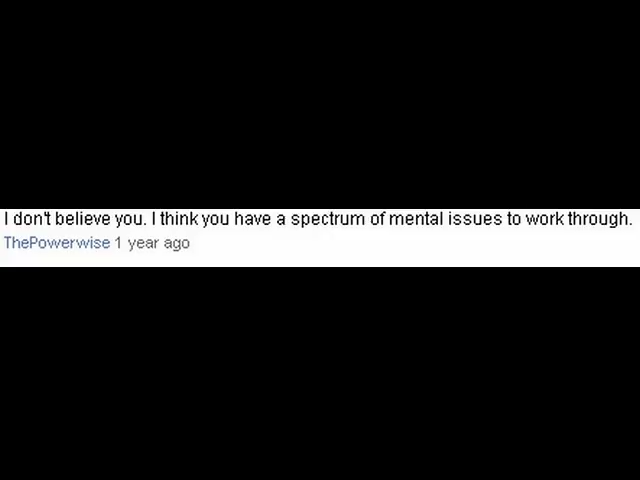 I don't believe you. I think you have a spectrum of mental issues to work through.
ThePowerwise 1 year ago